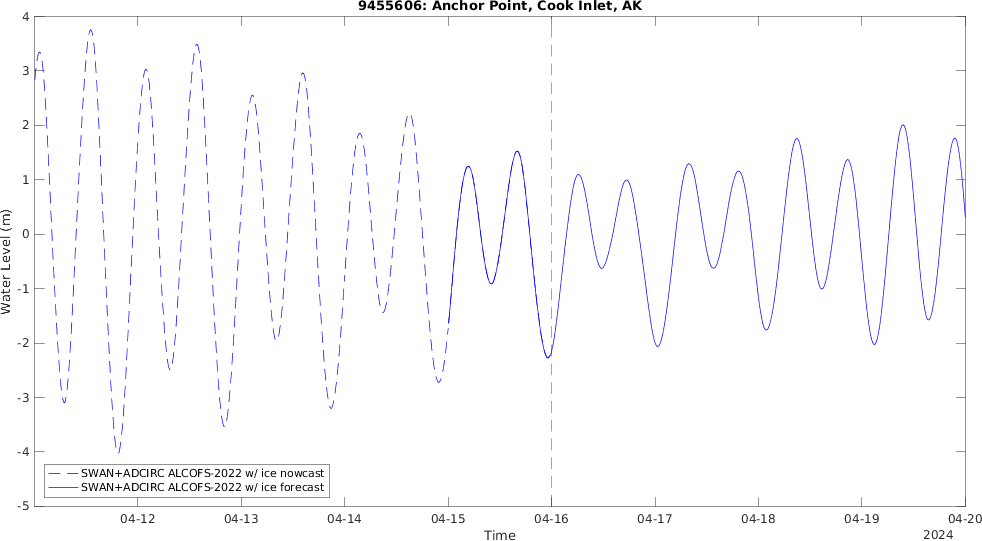 9455606: Anchor Point, Cook Inlet, AK
4
3
2
1
0
-1
-2
-3
-4
-5
Water Level (m)
SWAN+ADCIRC ALCOFS-2022 w/ ice nowcast
SWAN+ADCIRC ALCOFS-2022 w/ ice forecast
04-12 04-13 04-14 04-15 04-16 04-17 04-18 04-19 04-20
Time
2024